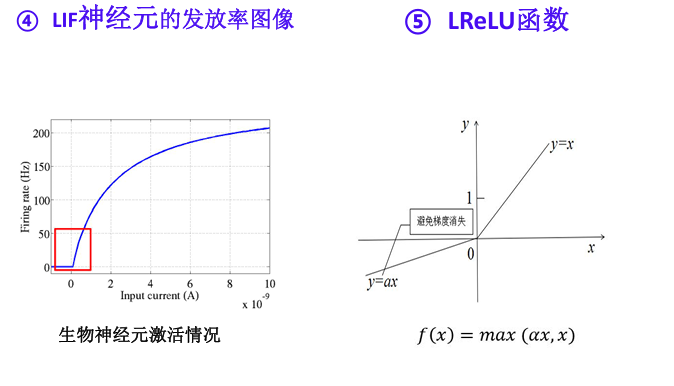 ④ LIF神经元的发放率图像
⑤ LReLU函数
Firing rate (Hz)
200
150
100
50
0
0 2 4 6 8 10
Input current (A)
x 10-9
生物神经元激活情况
y
y=x
1
避免梯度消失
0
x
y=ax
f(x) = max (αx, x)